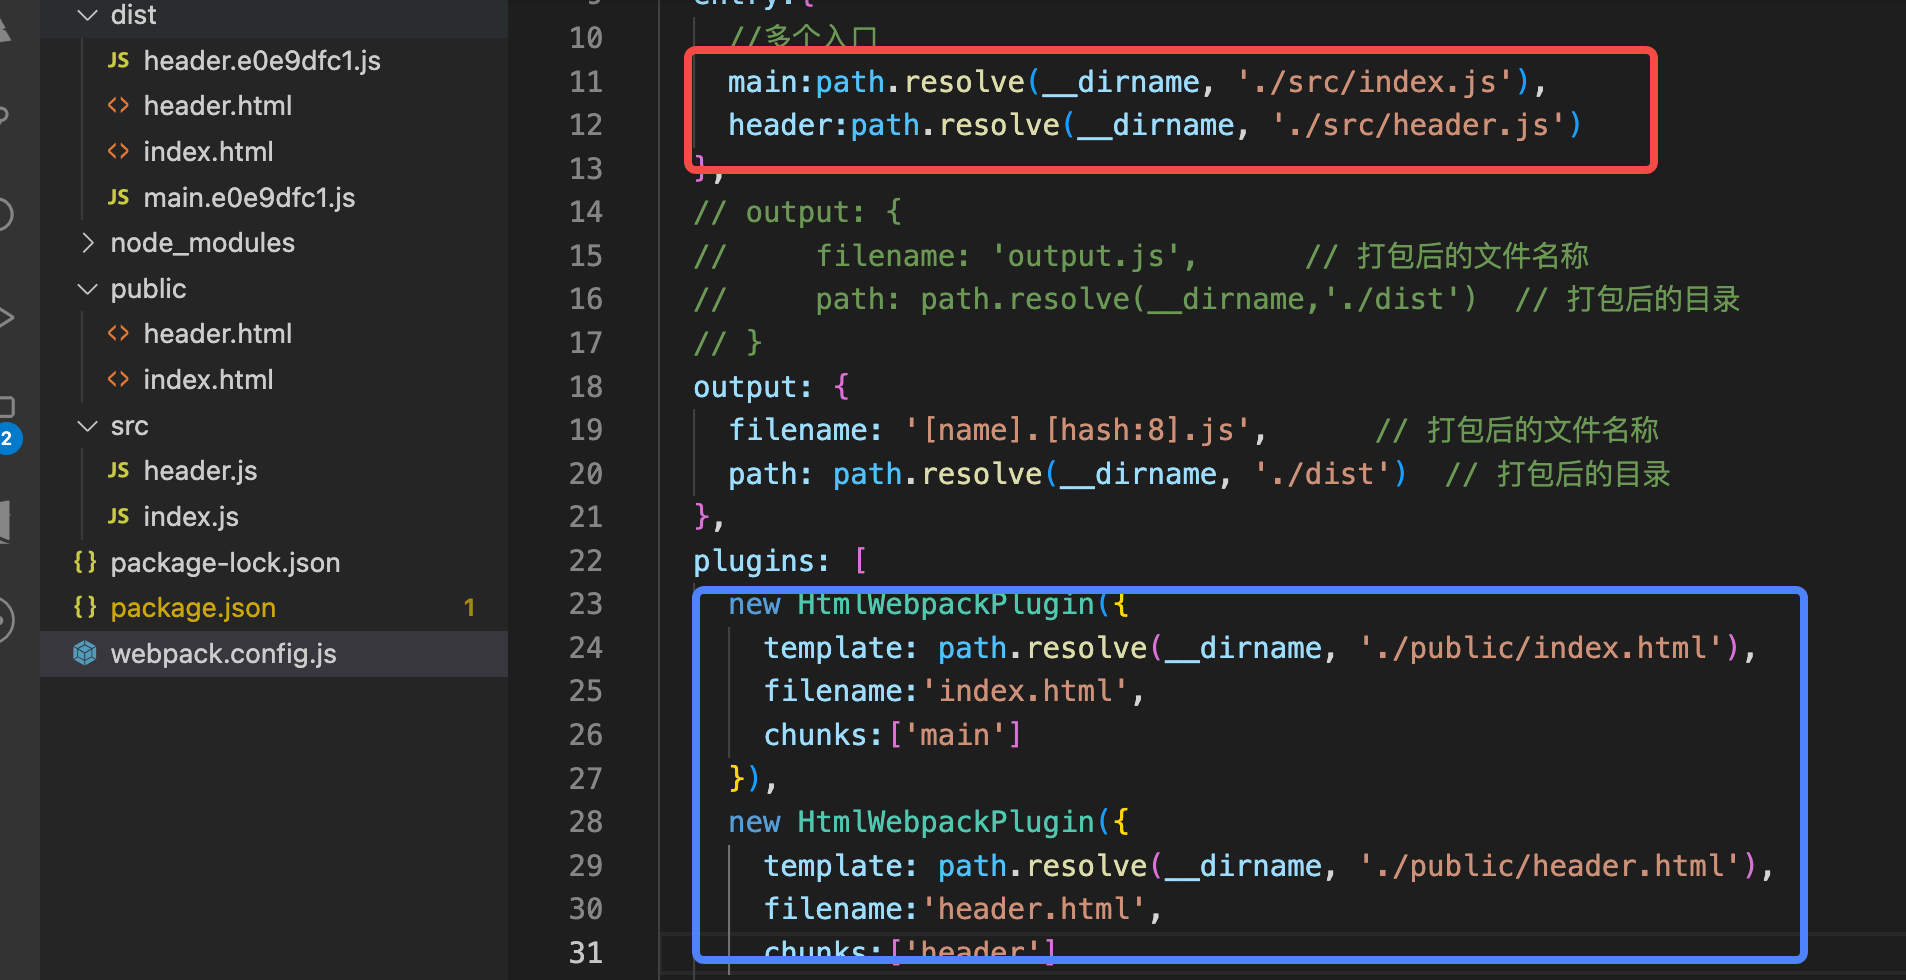 dist
header.e0e9dfc1.js
header.html
index.html
main.e0e9dfc1.js
node_modules
public
header.html
index.html
src
header.js
index.js
package-lock.json
package.json 1
webpack.config.js
2
9 entry:{
10 //多个入口
11 main:path.resolve(__dirname, './src/index.js'),
12 header:path.resolve(__dirname, './src/header.js')
13 },
14 // output: {
15 //     filename: 'output.js',      // 打包后的文件名称
16 //     path: path.resolve(__dirname,'./dist')  // 打包后的目录
17 // }
18 output: {
19 filename: '[name].[hash:8].js',      // 打包后的文件名称
20 path: path.resolve(__dirname, './dist')  // 打包后的目录
21 },
22 plugins: [
23 new HtmlWebpackPlugin({
24 template: path.resolve(__dirname, './public/index.html'),
25 filename:'index.html',
26 chunks:['main']
27 }),
28 new HtmlWebpackPlugin({
29 template: path.resolve(__dirname, './public/header.html'),
30 filename:'header.html',
31 chunks:['header']